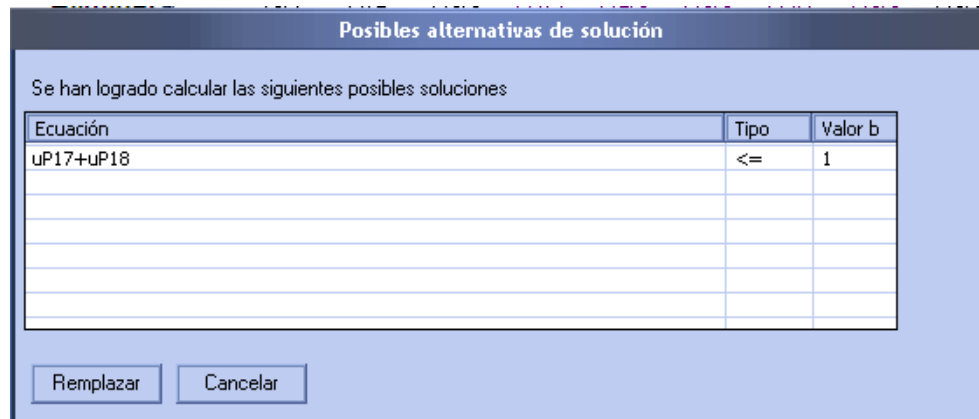 Posibles alternativas de solución
Se han logrado calcular las siguientes posibles soluciones
Ecuación Tipo Valor b
uP17+uP18 <= 1
Remplazar Cancelar